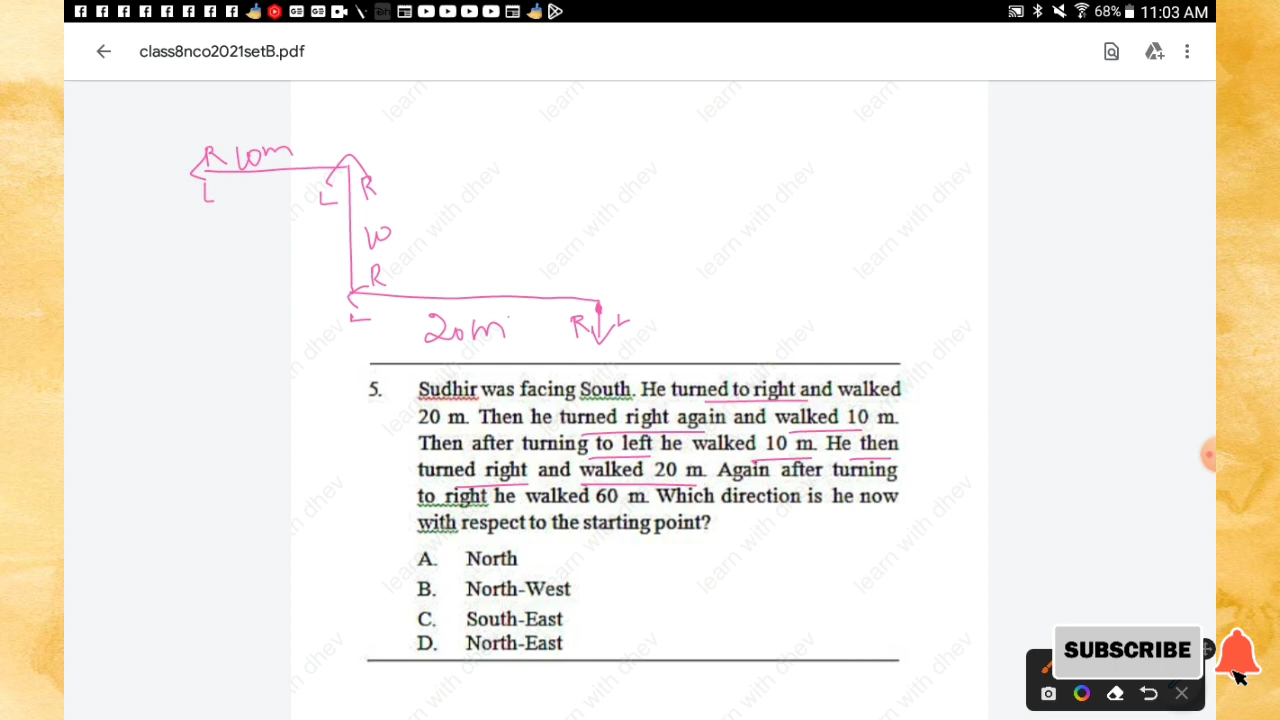 68% 11:03 AM
class8nco2021setB.pdf
R 10m
L
L R
10
R
L
20m R L
5. Sudhir was facing South. He turned to right and walked
20 m. Then he turned right again and walked 10 m.
Then after turning to left he walked 10 m. He then
turned right and walked 20 m. Again after turning
to right he walked 60 m. Which direction is he now
with respect to the starting point?
A. North
B. North-West
C. South-East
D. North-East
SUBSCRIBE
learn with dhev